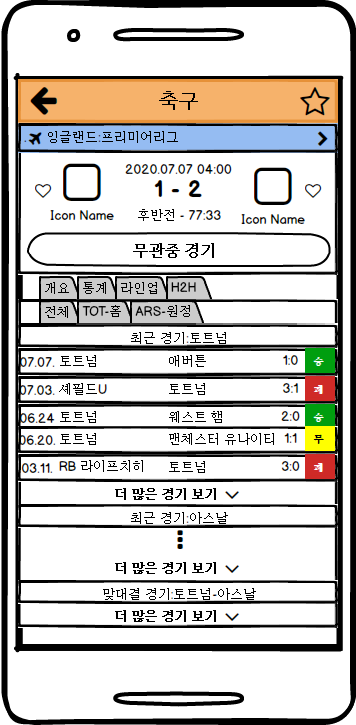 축구
잉글랜드:프리미어리그
2020.07.07 04:00
1 - 2
Icon Name
후반전 - 77:33
Icon Name
무관중 경기
개요 통계 라인업 H2H
전체 TOT-홈 ARS-원정
최근 경기:토트넘
07.07. 토트넘 애버튼 1:0 승
07.03. 셰필드U 토트넘 3:1 패
06.24 토트넘 웨스트 햄 2:0 승
06.20. 토트넘 맨체스터 유나이티 1:1 무
03.11. RB 라이프치히 토트넘 3:0 패
더 많은 경기 보기
최근 경기:아스날
더 많은 경기 보기
맞대결 경기:토트넘-아스날
더 많은 경기 보기